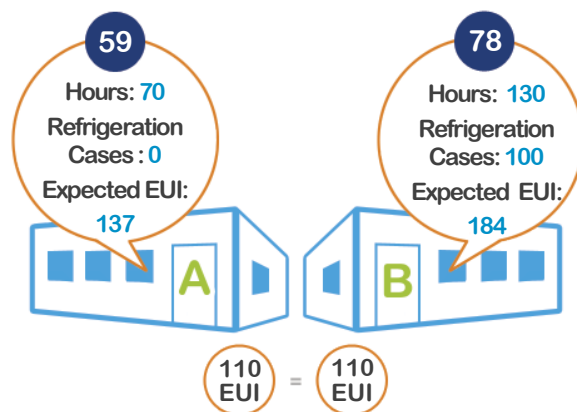 59
Hours: 70
Refrigeration
Cases : 0
Expected EUI:
137
A
78
Hours: 130
Refrigeration
Cases: 100
Expected EUI:
184
B
110
EUI
=
110
EUI